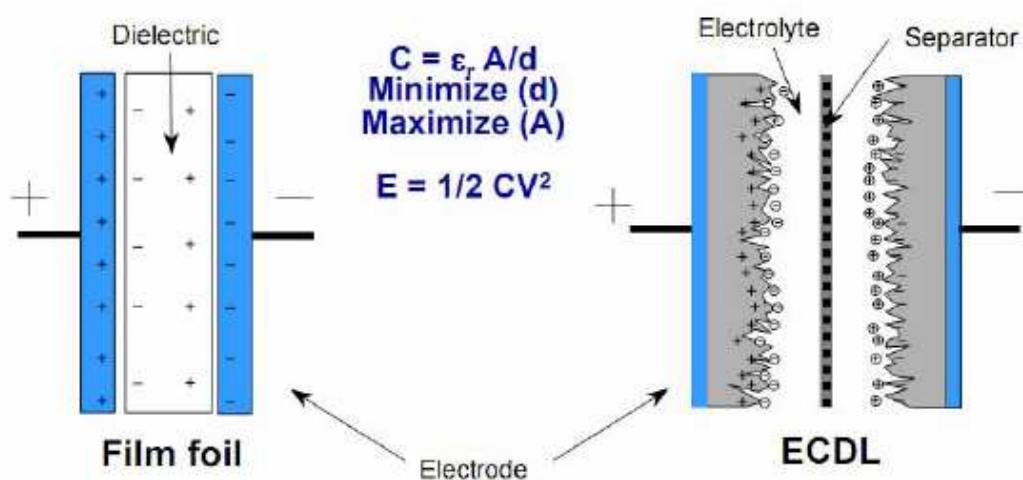 Dielectric
C = εᵣ A/d
Minimize (d)
Maximize (A)
E = 1/2 CV²
Electrolyte
Separator
Film foil
Electrode
ECDL